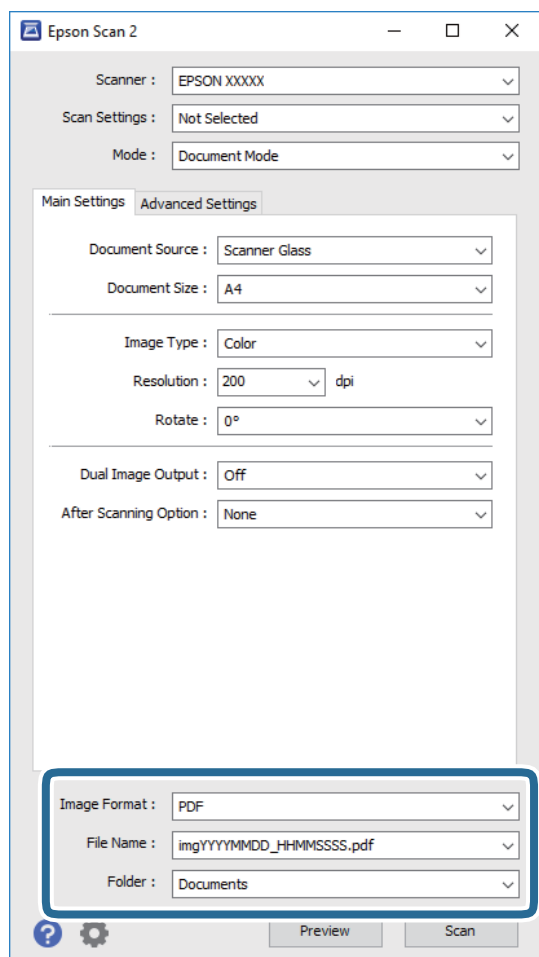 Epson Scan 2
Scanner : EPSON XXXXX
Scan Settings : Not Selected
Mode : Document Mode
Main Settings Advanced Settings
Document Source : Scanner Glass
Document Size : A4
Image Type : Color
Resolution : 200 dpi
Rotate : 0°
Dual Image Output : Off
After Scanning Option : None
Image Format : PDF
File Name : imgYYYYMMDD_HHMMSSSS.pdf
Folder : Documents
? Preview Scan